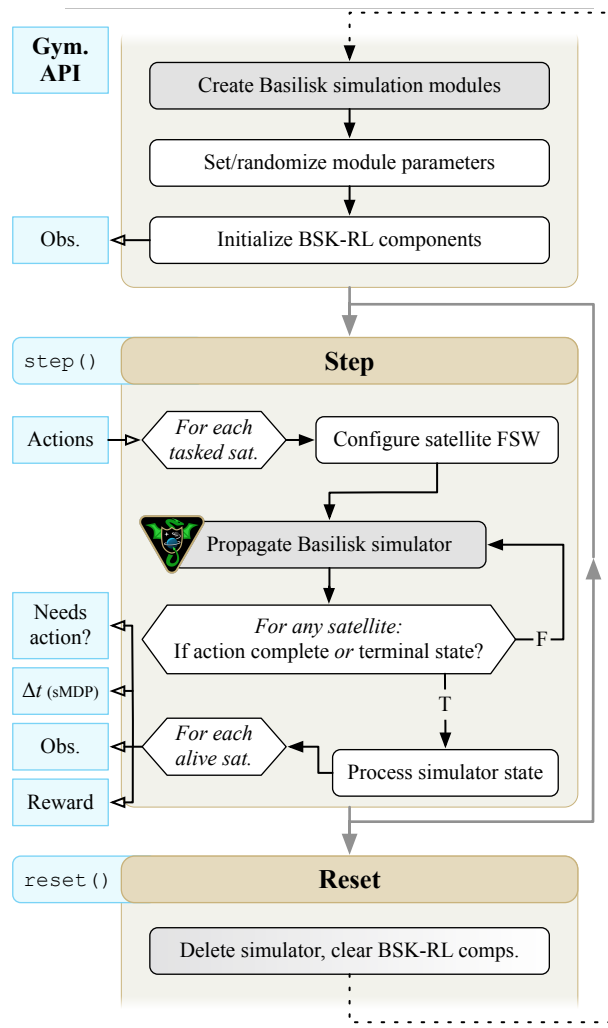 Gym.
API
Create Basilisk simulation modules
Set/randomize module parameters
Obs.
Initialize BSK-RL components
step()
Step
Actions
For each
tasked sat.
Configure satellite FSW
Propagate Basilisk simulator
Needs
action?
For any satellite:
If action complete or terminal state?
F
Δt (sMDP)
T
Obs.
For each
alive sat.
Process simulator state
Reward
reset()
Reset
Delete simulator, clear BSK-RL comps.